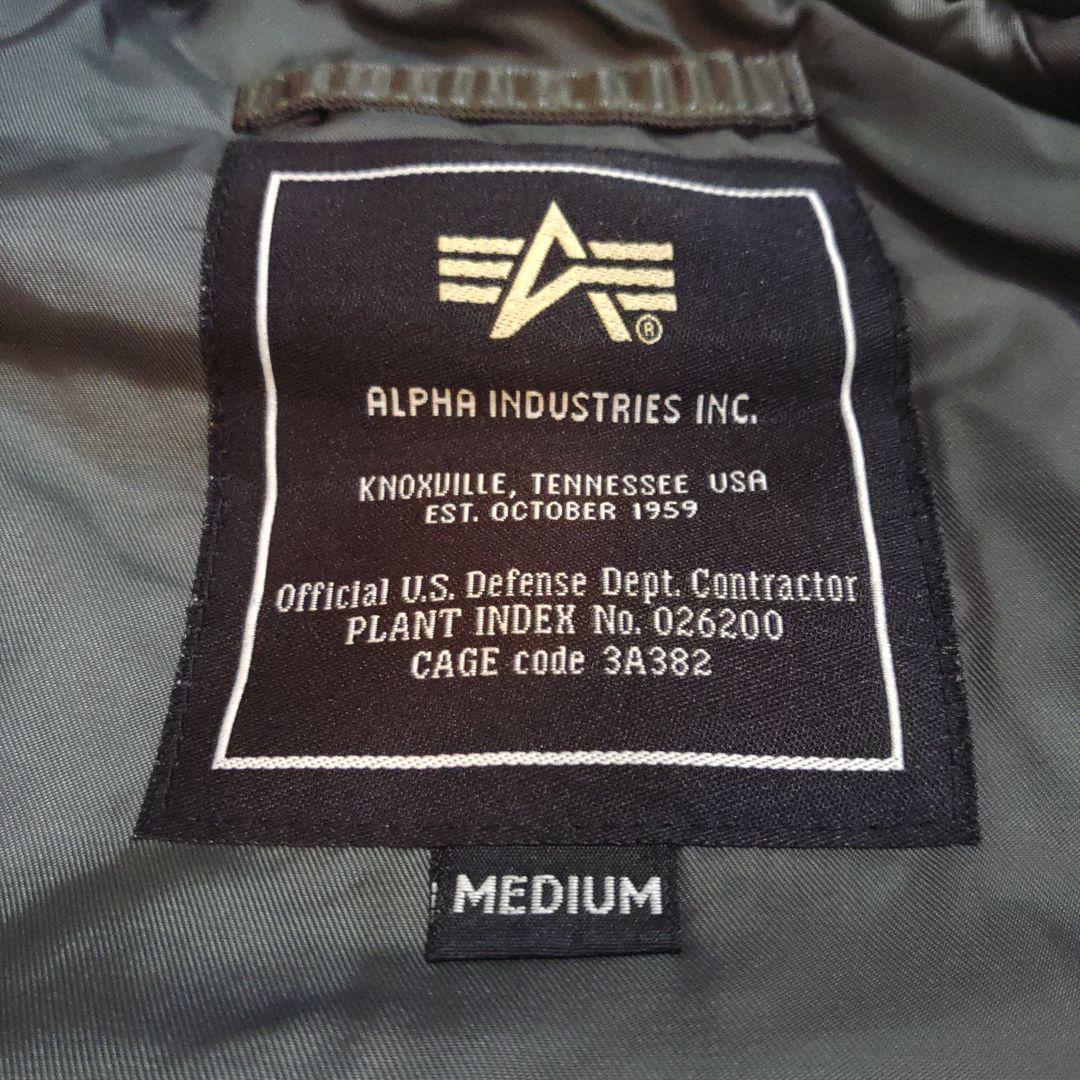 ®
ALPHA INDUSTRIES INC.
KNOXVILLE, TENNESSEE USA
EST. OCTOBER 1959
Official U.S. Defense Dept. Contractor
PLANT INDEX No. 026200
CAGE code 3A382
MEDIUM